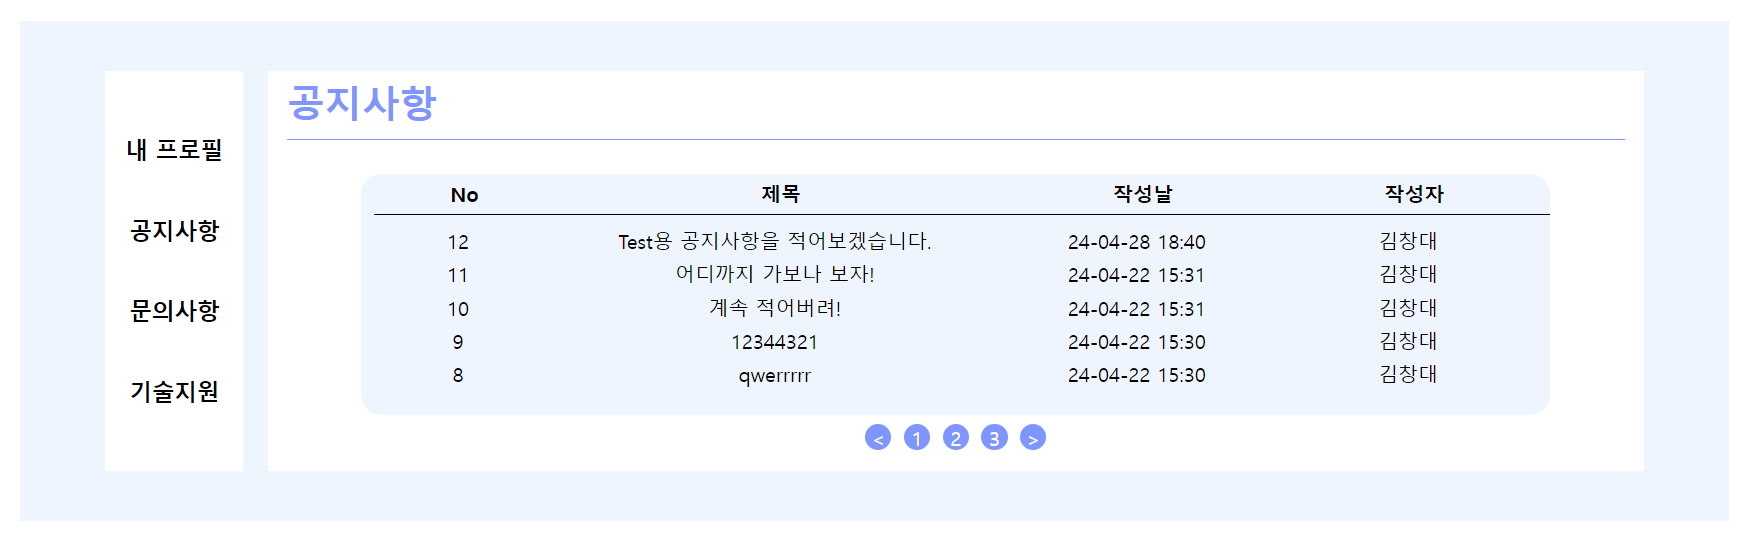 내 프로필
공지사항
문의사항
기술지원
공지사항
No 제목 작성날 작성자
12 Test용 공지사항을 적어보겠습니다. 24-04-28 18:40 김창대
11 어디까지 가보나 보자! 24-04-22 15:31 김창대
10 계속 적어버려! 24-04-22 15:31 김창대
9 12344321 24-04-22 15:30 김창대
8 qwerrrrr 24-04-22 15:30 김창대
< 1 2 3 >